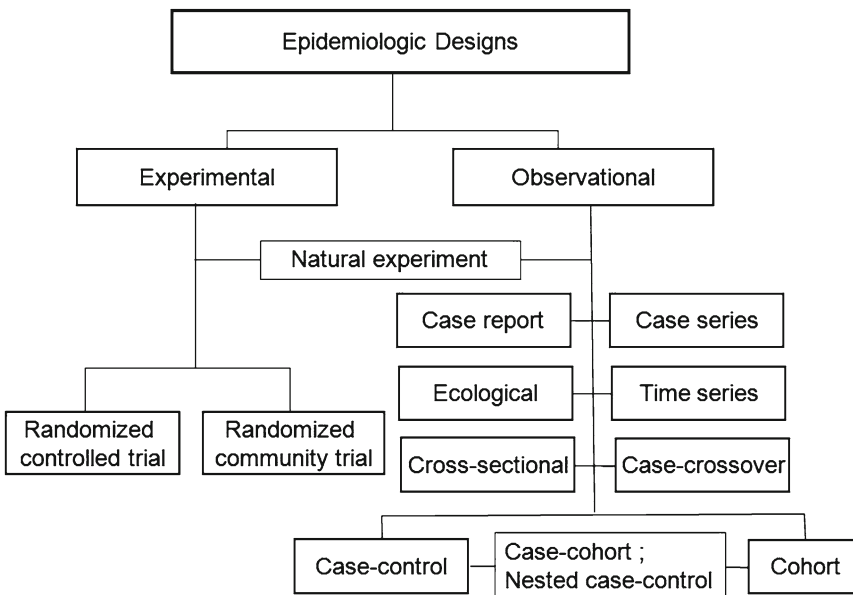 Epidemiologic Designs
Experimental
Observational
Natural experiment
Case report
Case series
Ecological
Time series
Randomized
controlled trial
Randomized
community trial
Cross-sectional
Case-crossover
Case-control
Case-cohort ;
Nested case-control
Cohort